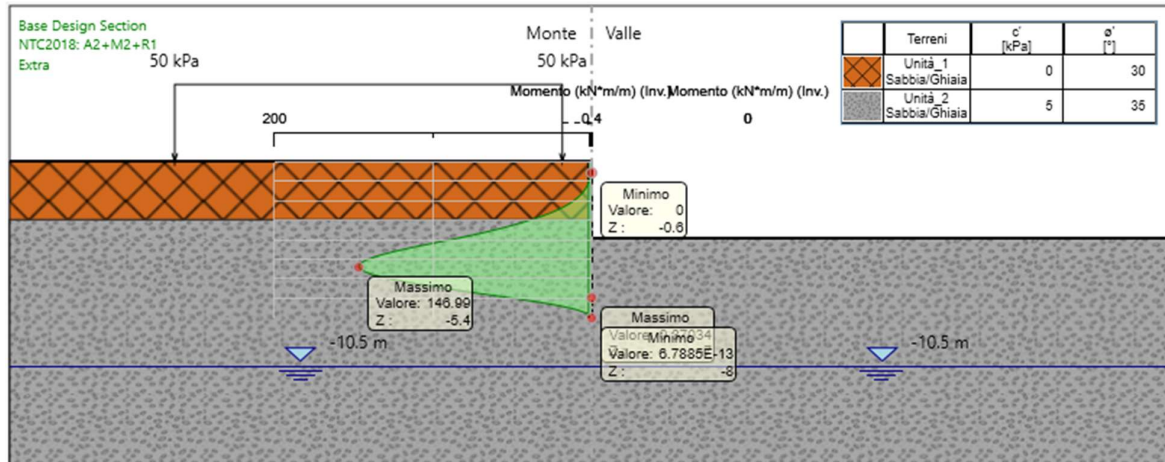 Base Design Section
NTC2018: A2+M2+R1
Extra
Monte Valle
50 kPa 50 kPa
Momento (kN*m/m) (Inv.) Momento (kN*m/m) (Inv.)
200 0
Terreni c' ø'
[kPa] [°]
Unità_1 0 30
Sabbia/Ghiaia
Unità_2 5 35
Sabbia/Ghiaia
Minimo
Valore: 0
Z : -0.6
Massimo
Valore: 146.99
Z : -5.4
Massimo
Minimo
Valore: 6.7885E-13
Z : -8
-10.5 m -10.5 m